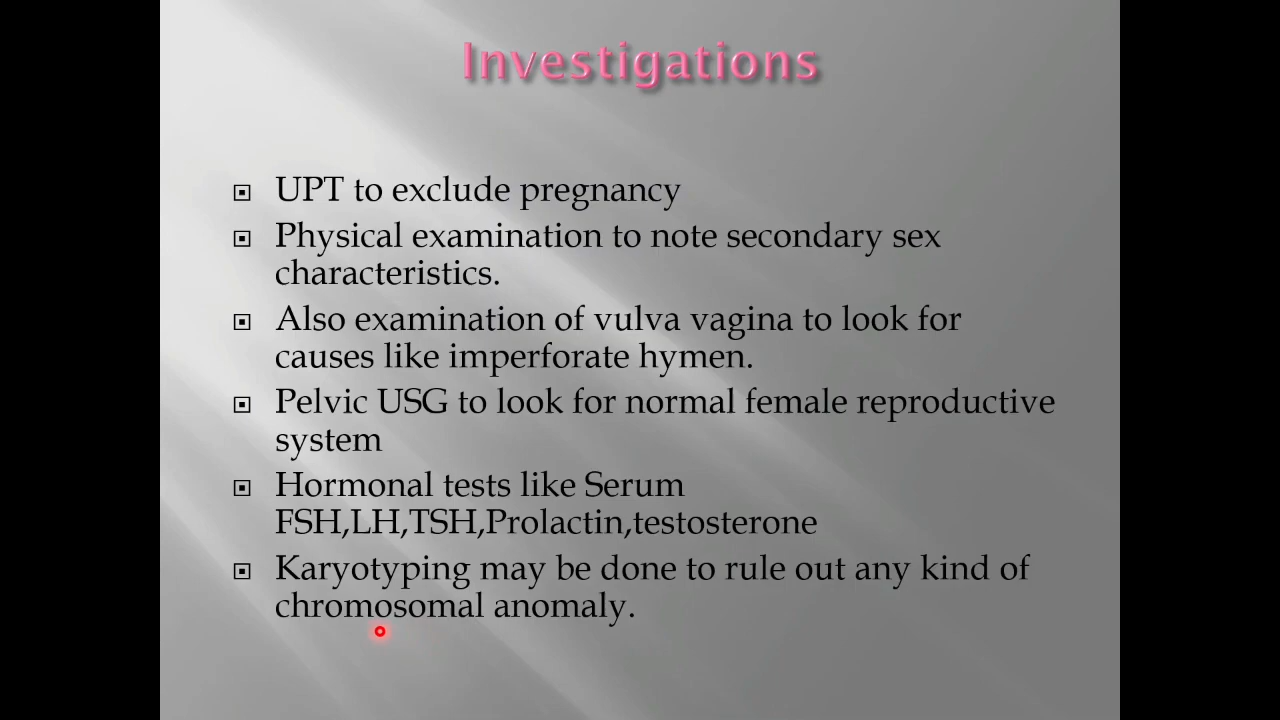 Investigations
UPT to exclude pregnancy
Physical examination to note secondary sex
characteristics.
Also examination of vulva vagina to look for
causes like imperforate hymen.
Pelvic USG to look for normal female reproductive
system
Hormonal tests like Serum
FSH,LH,TSH,Prolactin,testosterone
Karyotyping may be done to rule out any kind of
chromosomal anomaly.